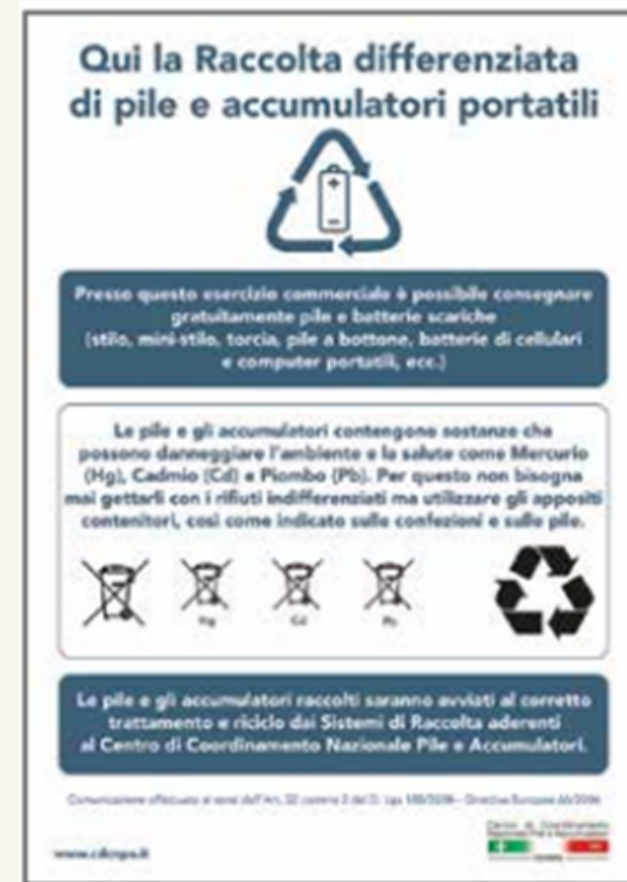 Qui la Raccolta differenziata
di pile e accumulatori portatili
+
–
Presso questo esercizio commerciale è possibile consegnare
gratuitamente pile e batterie scariche
(stilo, mini-stilo, torcia, pile a bottone, batterie di cellulari
e computer portatili, ecc.)
Le pile e gli accumulatori contengono sostanze che
possono danneggiare l'ambiente e la salute come Mercurio
(Hg), Cadmio (Cd) e Piombo (Pb). Per questo non bisogna
mai gettarli con i rifiuti indifferenziati ma utilizzare gli appositi
contenitori, così come indicato sulle confezioni e sulle pile.
Hg Cd Pb
Le pile e gli accumulatori raccolti saranno avviati al corretto
trattamento e riciclo dai Sistemi di Raccolta aderenti
al Centro di Coordinamento Nazionale Pile e Accumulatori.
Comunicazione effettuata ai sensi dell'Art. 22 comma 2 del D. Lgs 188/2008 - Direttiva Europea 66/2006
Centro di Coordinamento
Nazionale Pile e Accumulatori
www.cdcnpa.it